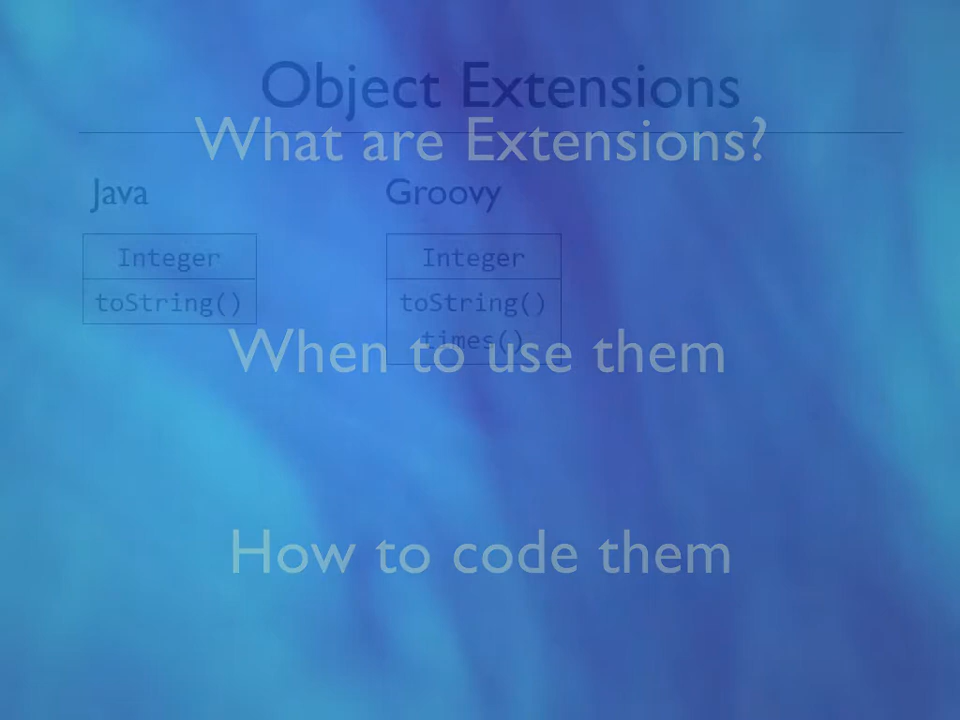 Object Extensions
What are Extensions?
Java
Groovy
Integer
toString()
Integer
toString()
times()
When to use them
How to code them